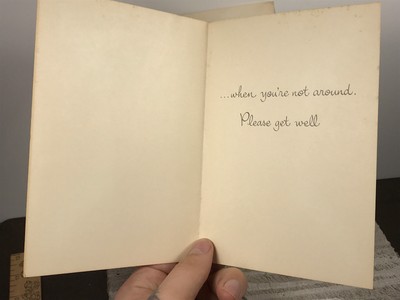 ...when you're not around.
Please get well